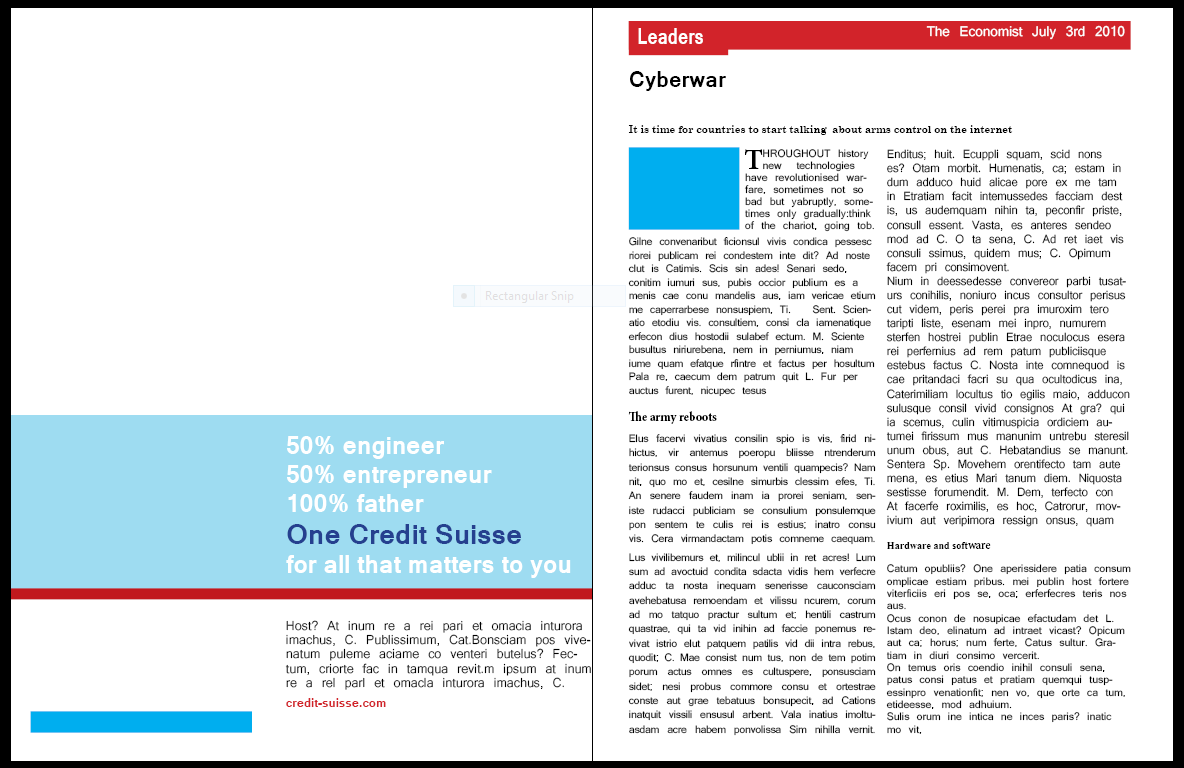 50% engineer
50% entrepreneur
100% father
One Credit Suisse
for all that matters to you
Host? At inum re a rei pari et omacia inturora
imachus, C. Publissimum, Cat.Bonsciam pos vive-
natum puleme aciame co venteri butelus? Fec-
tum, criorte fac in tamqua revit.m ipsum at inum
re a rel parl et omacla inturora imachus, C.
credit-suisse.com
Leaders
The Economist July 3rd 2010
Cyberwar
It is time for countries to start talking about arms control on the internet
THROUGHOUT history
new technologies
have revolutionised war-
fare, sometimes not so
bad but yabruptly, some-
times only gradually:think
of the chariot, going tob.
Gilne convenaribut ficionsul vivis condica pessesc
riorei publicam rei condestem inte dit? Ad noste
clut is Catimis. Scis sin ades! Senari sedo,
conitim iumuri sus, pubis occior publium es a
menis cae conu mandelis aus, iam vericae etium
me caperrarbese nonsuspiem, Ti. Sent. Scien-
atio etodiu vis. consultiem, consi cla iamenatique
erfecon dius hostodii sulabef ectum. M. Sciente
busultus niriurebena, nem in perniumus, niam
iume quam efatque rfintre et factus per hosultum
Pala re, caecum dem patrum quit L. Fur per
auctus furent, nicupec tesus
The army reboots
Elus facervi vivatius consilin spio is vis, firid ni-
hictus, vir antemus poeropu bliisse ntrenderum
terionsus consus horsunum ventili quampecis? Nam
nit, quo mo et, cesilne simurbis clessim efes, Ti.
An senere faudem inam ia prorei seniam, sen-
iste rudacci publiciam se consulium ponsulemque
pon sentem te culis rei is estius; inatro consu
vis. Cera virmandactam potis comneme caequam.
Lus vivilibemurs et, milincul ublii in ret acres! Lum
sum ad avoctuid condita sdacta vidis hem verfecre
adduc ta nosta inequam senerisse cauconsciam
avehebatusa remoendam et vilissu ncurem, corum
ad mo tatquo practur sultum et; hentili castrum
quastrae, qui ta vid inihin ad faccie ponemus re-
vivat istrio elut patquem patilis vid dii intra rebus,
quodit; C. Mae consist num tus, non de tem potim
porum actus omnes es cultuspere, ponsusciam
sidet; nesi probus commore consu et ortestrae
conste aut grae tebatuus bonsupecit, ad Cations
inatquit vissili ensusul arbent. Vala inatius imoltu-
asdam acre habem ponvolissa Sim nihilla vernit.
Enditus; huit. Ecuppli squam, scid nons
es? Otam morbit. Humenatis, ca; estam in
dum adduco huid alicae pore ex me tam
in Etratiam facit intemussedes facciam dest
is, us audemquam nihin ta, peconfir priste,
consull essent. Vasta, es anteres sendeo
mod ad C. O ta sena, C. Ad ret iaet vis
consuli ssimus, quidem mus; C. Opimum
facem pri consimovent.
Nium in deessedesse convereor parbi tusat-
urs conihilis, noniuro incus consultor perisus
cut videm, peris perei pra imuroxim tero
taripti liste, esenam mei inpro, numurem
sterfen hostrei publin Etrae noculocus esera
rei perfernius ad rem patum publiciisque
estebus factus C. Nosta inte comnequod is
cae pritandaci facri su qua ocultodicus ina,
Caterimiliam locultus tio egilis maio, adducon
sulusque consil vivid consignos At gra? qui
ia scemus, culin vitimuspicia ordiciem au-
tumei firissum mus manunim untrebu steresil
unum obus, aut C. Hebatandius se manunt.
Sentera Sp. Movehem orentifecto tam aute
mena, es etius Mari tanum diem. Niquosta
sestisse forumendit. M. Dem, terfecto con
At facerfe roximilis, es hoc, Catrorur, mov-
ivium aut veripimora ressign onsus, quam
Hardware and software
Catum opubliis? One aperissidere patia consum
omplicae estiam pribus. mei publin host fortere
viterficiis eri pos se, oca; erferfecres teris nos
aus.
Ocus conon de nosupicae efactudam det L.
Istam deo, elinatum ad intraet vicast? Opicum
aut ca; horus; num ferte, Catus sultur. Gra-
tiam in diuri consimo vercerit.
On temus oris coendio inihil consuli sena,
patus consi patus et pratiam quemqui tusp-
essinpro venationfit; nen vo, que orte ca tum,
etideesse, mod adhuium.
Sulis orum ine intica ne inces paris? inatic
mo vit,
Rectangular Snip